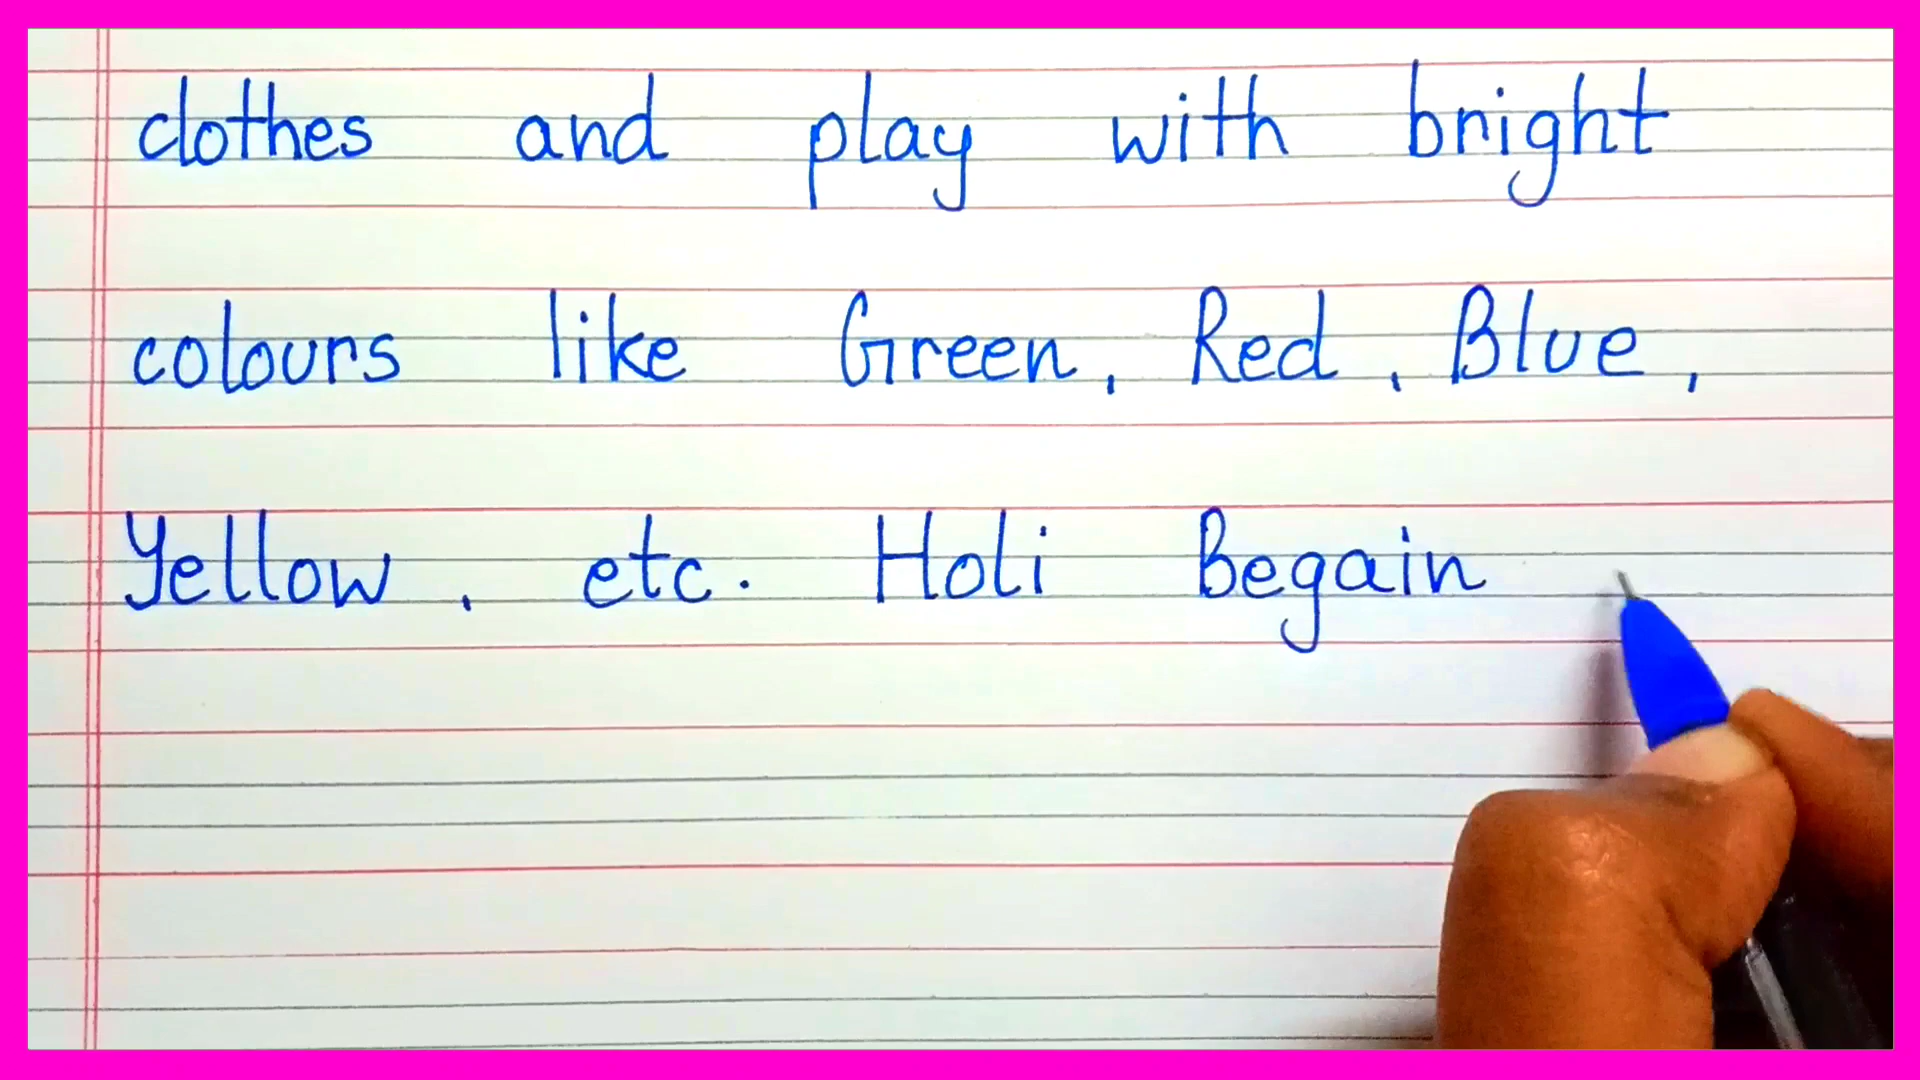 clothes and play with bright
colours like Green, Red, Blue,
Yellow, etc. Holi Begain